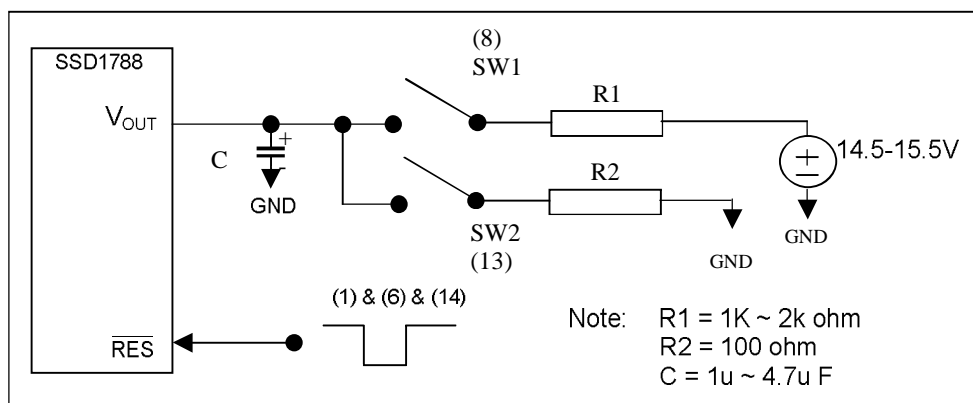 (8)
SW1
SSD1788
R1
VOUT
14.5-15.5V
+
C
-
R2
GND
SW2
(13)
GND
GND
(1) & (6) & (14)
RES
Note: R1 = 1K ~ 2k ohm
R2 = 100 ohm
C = 1u ~ 4.7u F